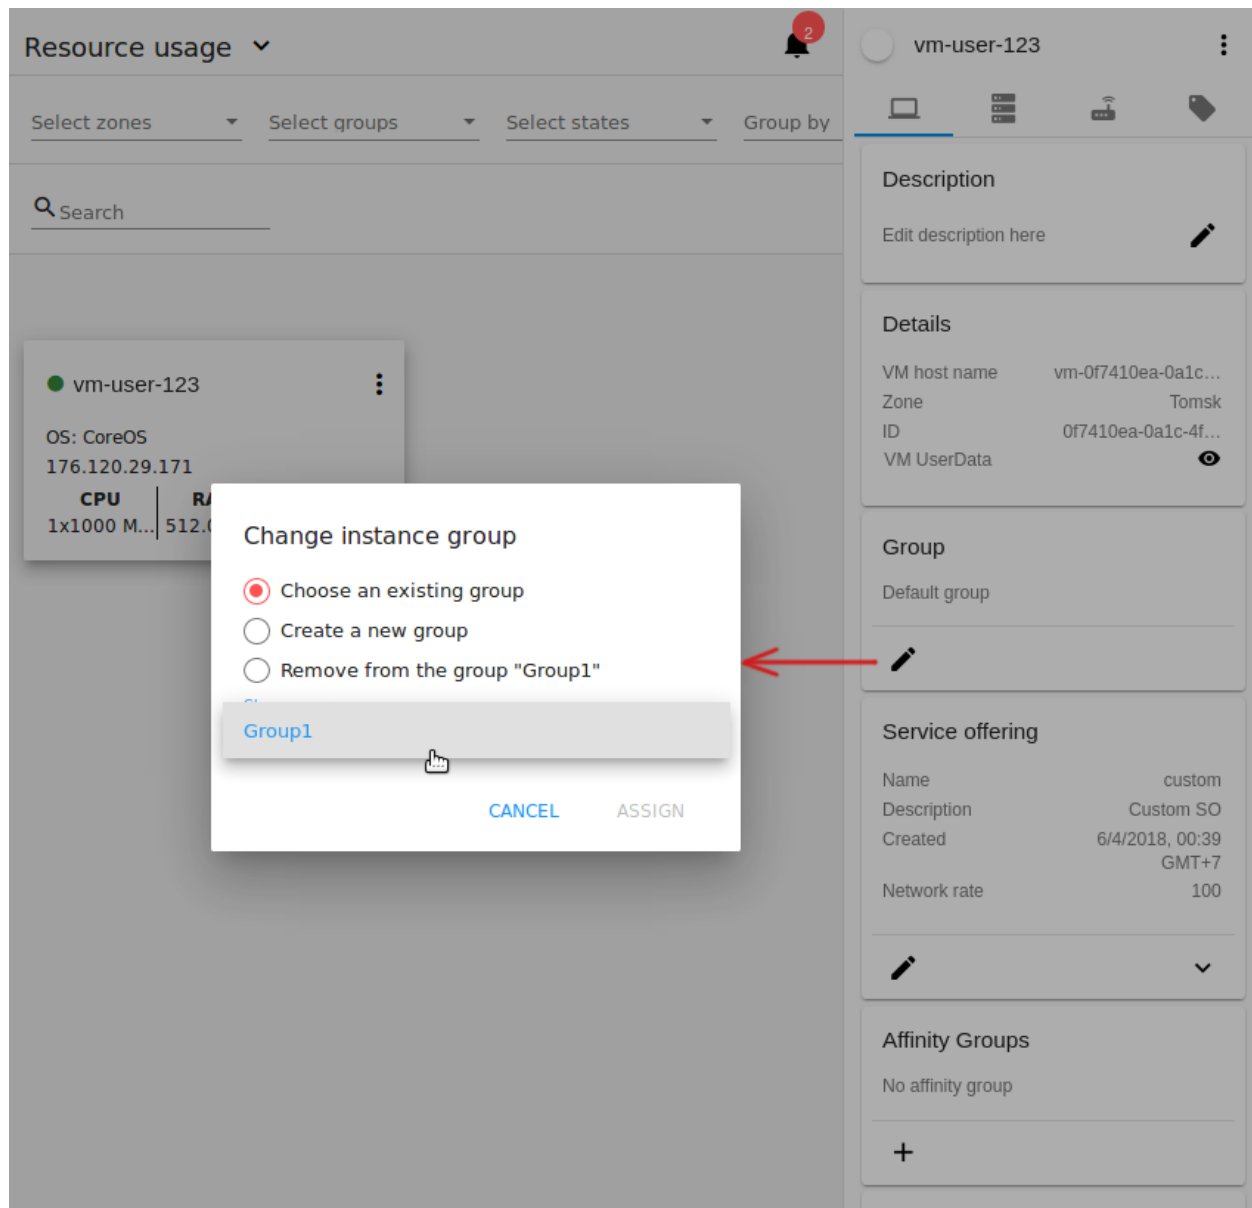 Resource usage
2
Select zones
Select groups
Select states
Group by
Search
vm-user-123
OS: CoreOS
176.120.29.171
CPU
1x1000 M...
Change instance group
Choose an existing group
Create a new group
Remove from the group "Group1"
Group1
CANCEL
ASSIGN
vm-user-123
Description
Edit description here
Details
VM host name vm-0f7410ea-0a1c...
Zone Tomsk
ID 0f7410ea-0a1c-4f...
VM UserData
Group
Default group
Service offering
Name custom
Description Custom SO
Created 6/4/2018, 00:39
GMT+7
Network rate 100
Affinity Groups
No affinity group